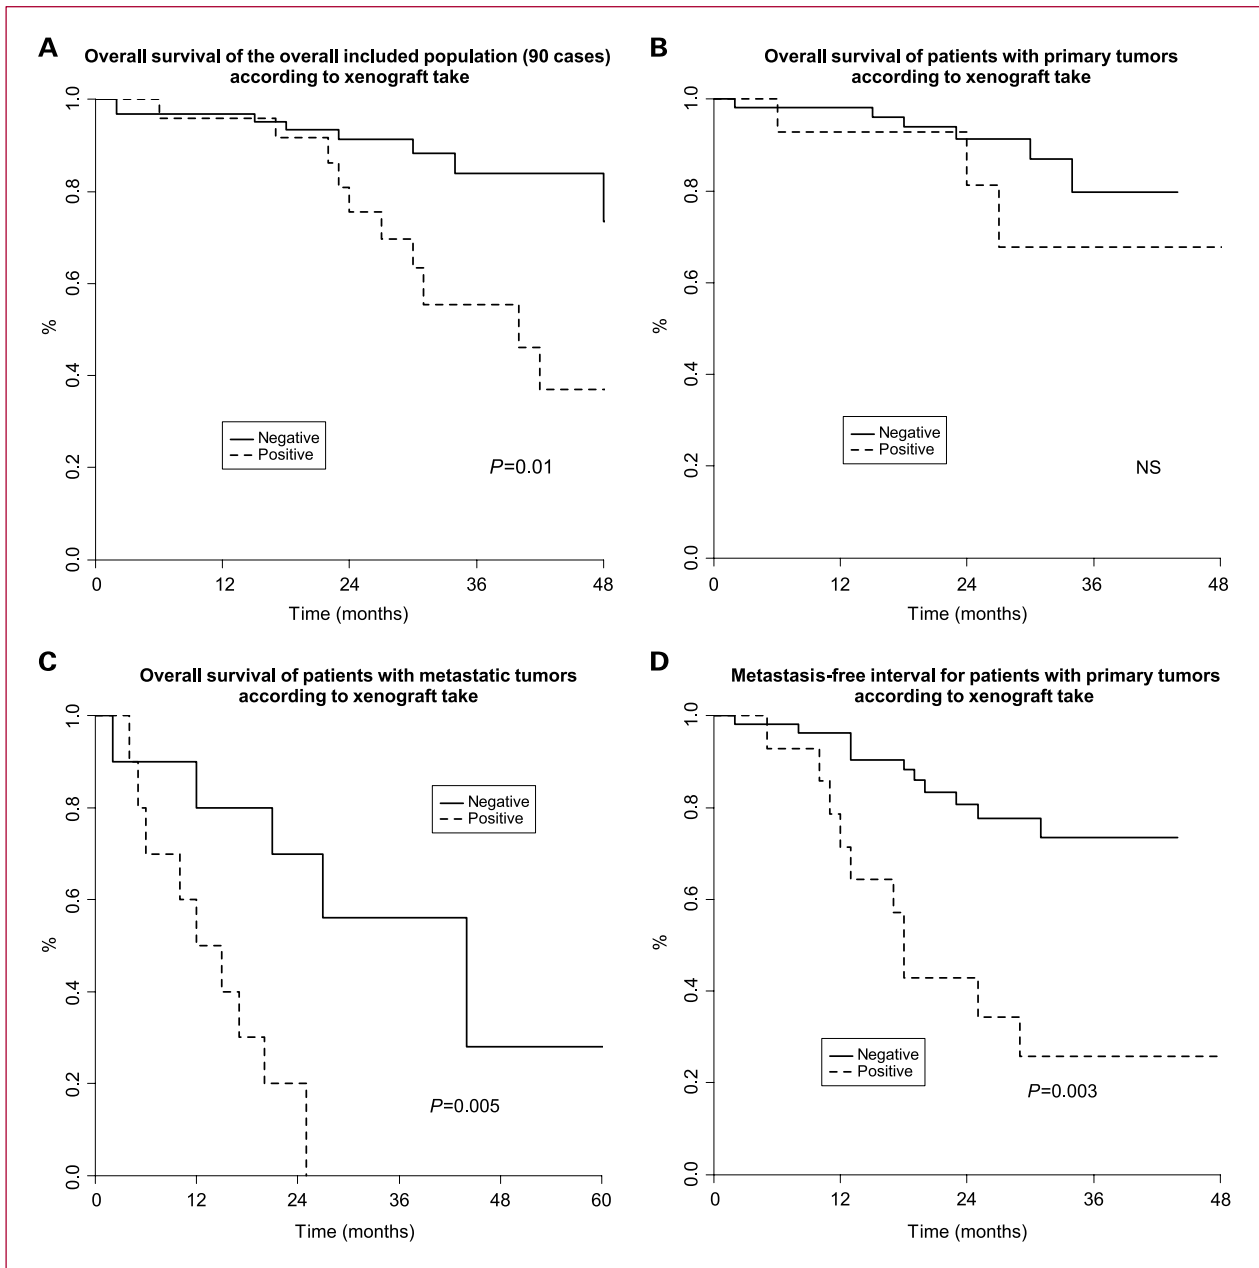 A
Overall survival of the overall included population (90 cases)
according to xenograft take
1.0
0.8
0.6
0.4
0.2
0.0
%
Negative
Positive
P=0.01
0 12 24 36 48
Time (months)
B
Overall survival of patients with primary tumors
according to xenograft take
1.0
0.8
0.6
0.4
0.2
0.0
%
Negative
Positive
NS
0 12 24 36 48
Time (months)
C
Overall survival of patients with metastatic tumors
according to xenograft take
1.0
0.8
0.6
0.4
0.2
0.0
%
Negative
Positive
P=0.005
0 12 24 36 48 60
Time (months)
D
Metastasis-free interval for patients with primary tumors
according to xenograft take
1.0
0.8
0.6
0.4
0.2
0.0
%
Negative
Positive
P=0.003
0 12 24 36 48
Time (months)